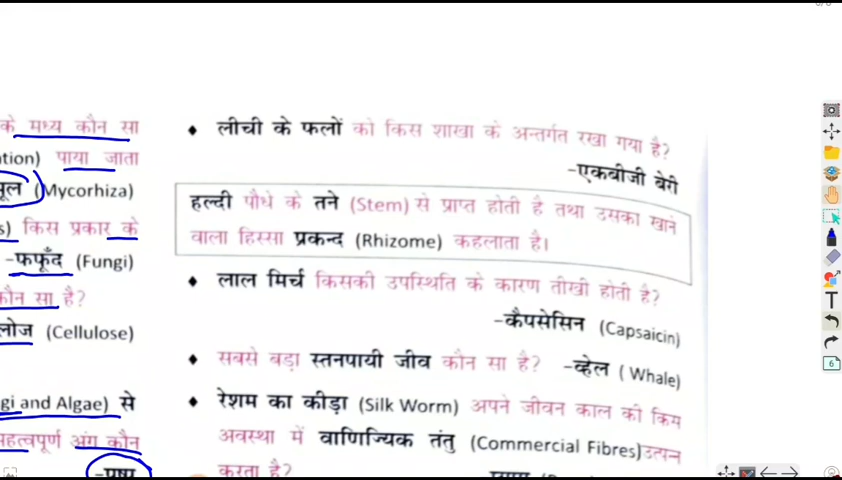 के मध्य कौन सा
tion) पाया जाता
मूल (Mycorhiza)
s) किस प्रकार के
-फफूँद (Fungi)
कौन सा है?
लोज (Cellulose)
gi and Algae) से
महत्वपूर्ण अंग कौन
-पुष्प
♦ लीची के फलों को किस शाखा के अन्तर्गत रखा गया है?
-एकबीजी बेरी
हल्दी पौधे के तने (Stem) से प्राप्त होती है तथा उसका खाने
वाला हिस्सा प्रकन्द (Rhizome) कहलाता है।
♦ लाल मिर्च किसकी उपस्थिति के कारण तीखी होती है?
-कैपसेसिन (Capsaicin)
♦ सबसे बड़ा स्तनपायी जीव कौन सा है? -व्हेल (Whale)
♦ रेशम का कीड़ा (Silk Worm) अपने जीवन काल की किस
अवस्था में वाणिज्यिक तंतु (Commercial Fibres) उत्पन्न
करता है?
T
6